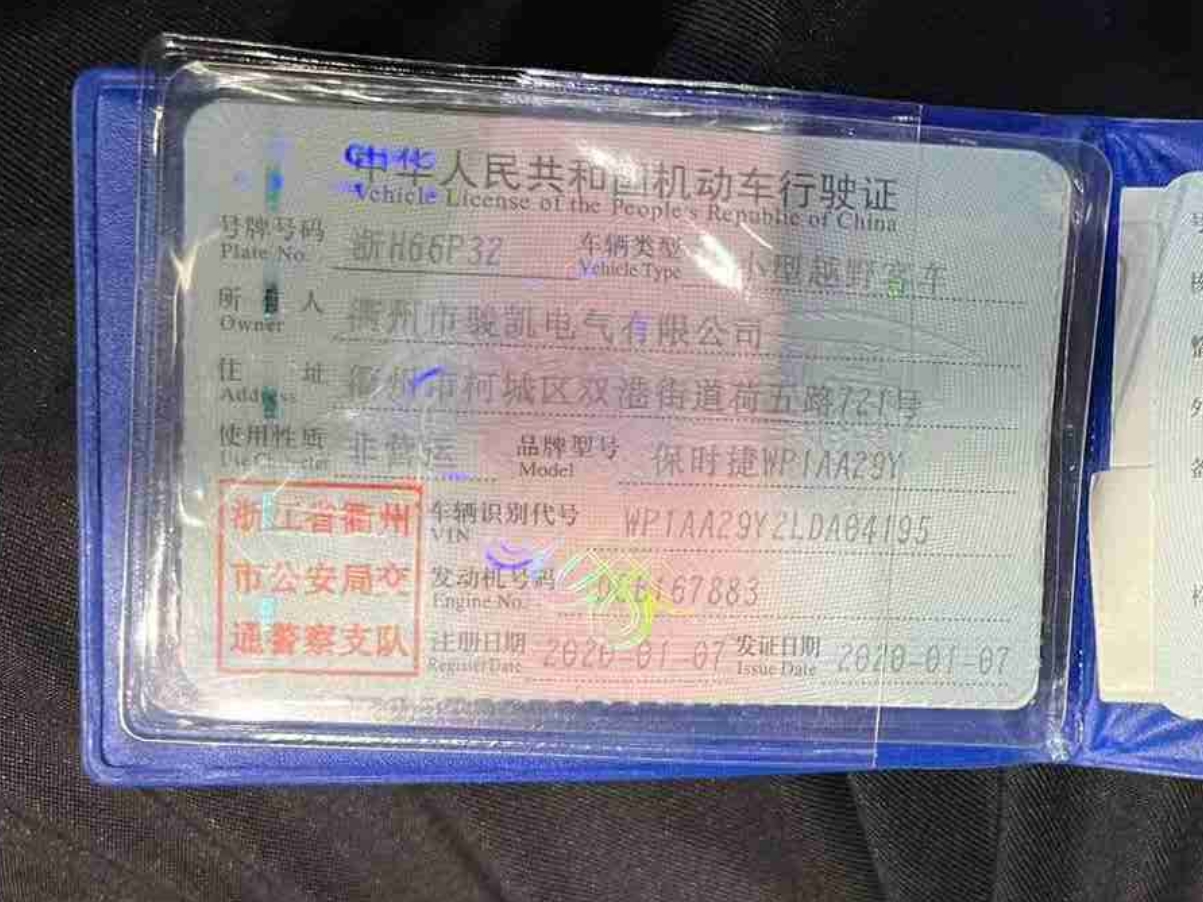 中华人民共和国机动车行驶证
Vehicle License of the People's Republic of China
号牌号码 浙H66P32 车辆类型 小型越野客车
Plate No. Vehicle Type
所有人 衢州市骏凯电气有限公司
Owner
住址 衢州市柯城区双港街道荷五路721号
Address
使用性质 非营运 品牌型号 保时捷WP1AA29Y
Use Character Model
浙江省衢州
市公安局交
通警察支队
车辆识别代号 WP1AA29Y2LDA04195
VIN
发动机号码
Engine No.
注册日期 2020-01-07 发证日期 2020-01-07
Register Date Issue Date